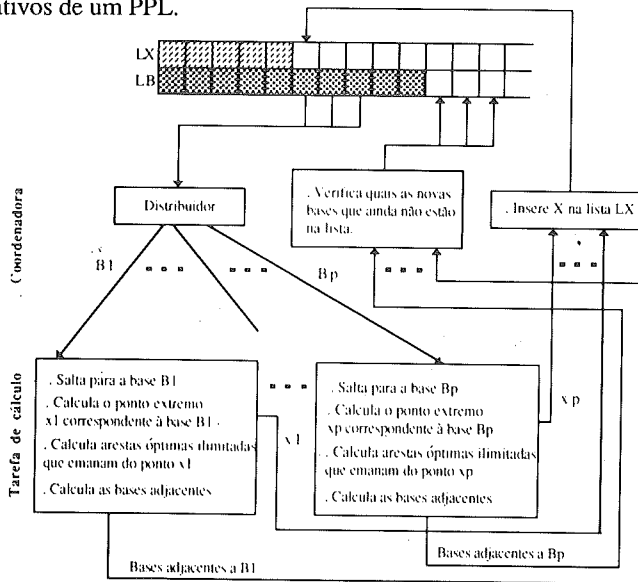 ativos de um PPL.
LX
LB
Coordenadora
Distribuidor
. Verifica quais as novas
bases que ainda não estão
na lista.
. Insere X na lista LX
B1
Bp
Tarefa de cálculo
. Salta para a base B1
. Calcula o ponto extremo
x1 correspondente à base B1 .
. Calcula arestas óptimas ilimitadas
que emanam do ponto x1
. Calcula as bases adjacentes
x1
. Salta para a base Bp
. Calcula o ponto extremo
xp correspondente à base Bp
. Calcula arestas óptimas ilimitadas
que emanam do ponto xp
. Calcula as bases adjacentes
xp
Bases adjacentes a B1
Bases adjacentes a Bp